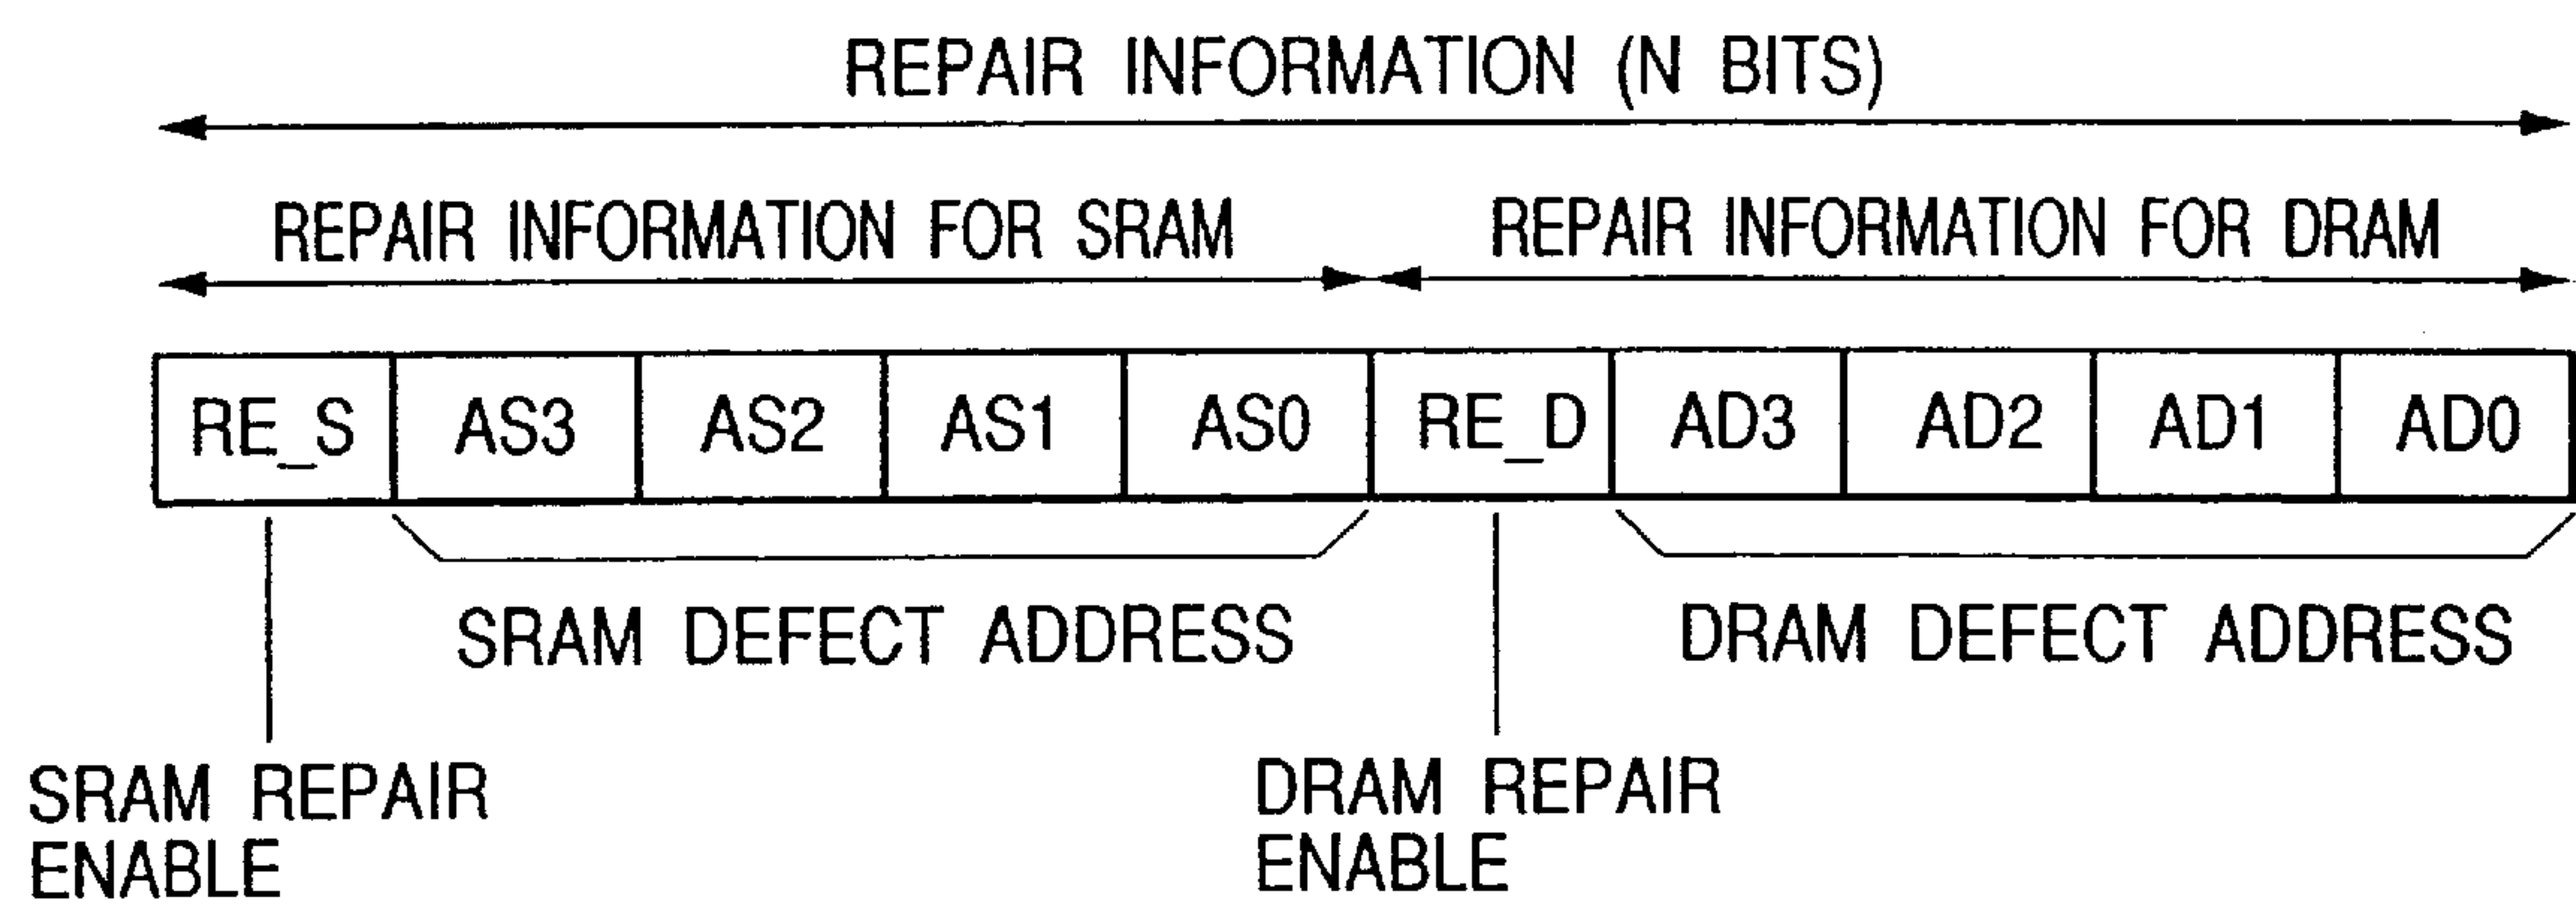 REPAIR INFORMATION (N BITS)
REPAIR INFORMATION FOR SRAM REPAIR INFORMATION FOR DRAM
RE_S AS3 AS2 AS1 AS0 RE_D AD3 AD2 AD1 AD0
SRAM DEFECT ADDRESS DRAM DEFECT ADDRESS
SRAM REPAIR
ENABLE
DRAM REPAIR
ENABLE